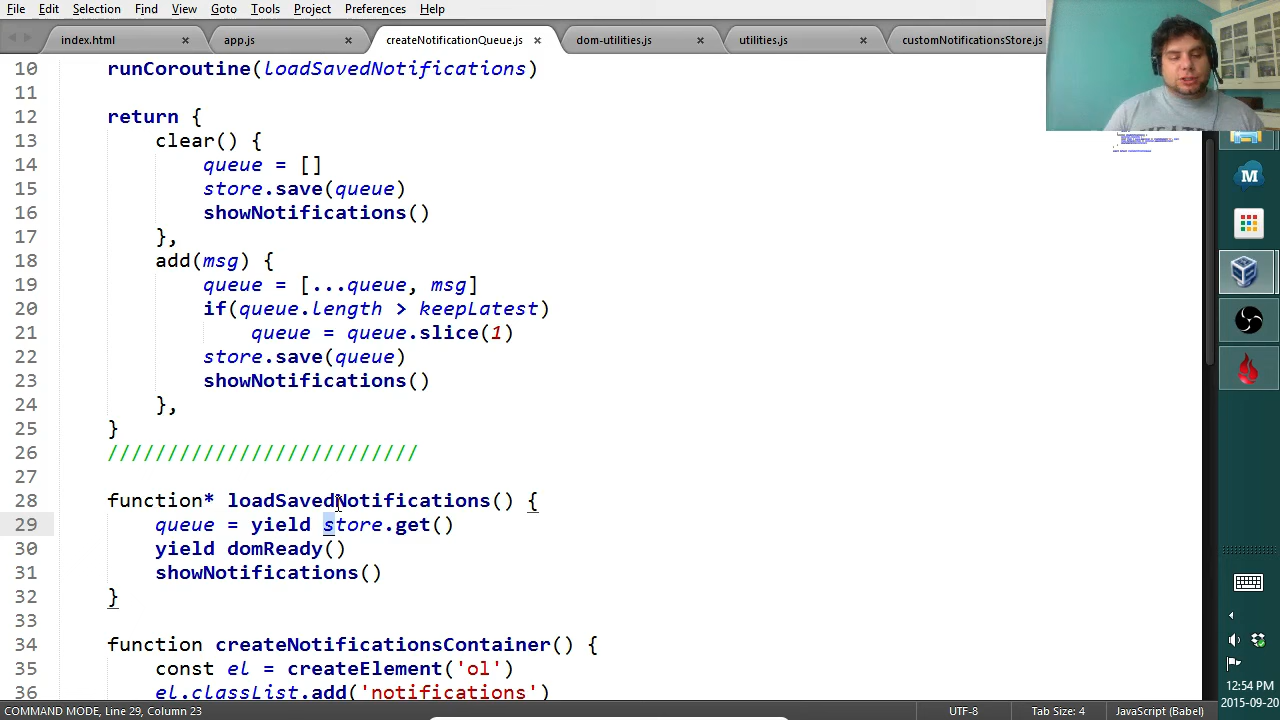 File Edit Selection Find View Goto Tools Project Preferences Help
index.html × app.js × createNotificationQueue.js × dom-utilities.js × utilities.js × customNotificationsStore.js
10 runCoroutine(loadSavedNotifications)
11
12 return {
13 clear() {
14 queue = []
15 store.save(queue)
16 showNotifications()
17 },
18 add(msg) {
19 queue = [...queue, msg]
20 if(queue.length > keepLatest)
21 queue = queue.slice(1)
22 store.save(queue)
23 showNotifications()
24 },
25 }
26 //////////////////////////
27
28 function* loadSavedNotifications() {
29 queue = yield store.get()
30 yield domReady()
31 showNotifications()
32 }
33
34 function createNotificationsContainer() {
35 const el = createElement('ol')
36 el.classList.add('notifications')
COMMAND MODE, Line 29, Column 23 UTF-8 Tab Size: 4 JavaScript (Babel)
M
12:54 PM
2015-09-20